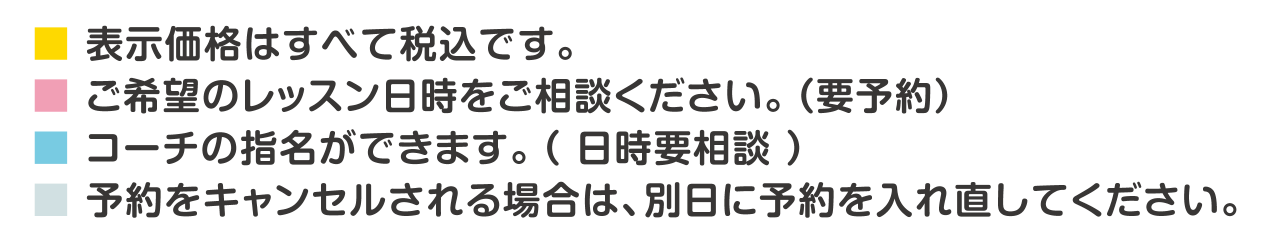 表示価格はすべて税込です。
ご希望のレッスン日時をご相談ください。（要予約）
コーチの指名ができます。（ 日時要相談 ）
予約をキャンセルされる場合は、別日に予約を入れ直してください。